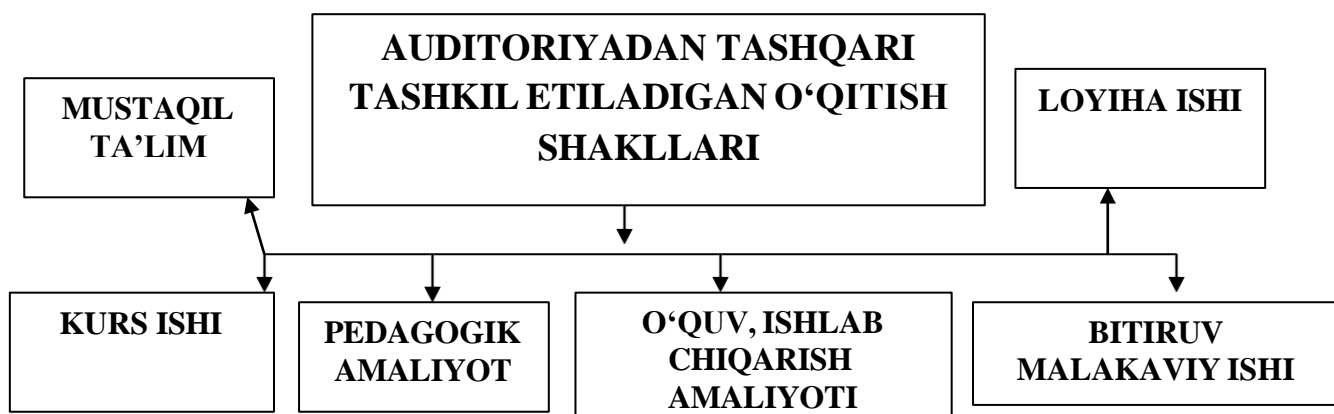 AUDITORIYADAN TASHQARI
TASHKIL ETILADIGAN O‘QITISH
SHAKLLARI
MUSTAQIL
TA’LIM
LOYIHA ISHI
KURS ISHI
PEDAGOGIK
AMALIYOT
O‘QUV, ISHLAB
CHIQARISH
AMALIYOTI
BITIRUV
MALAKAVIY ISHI